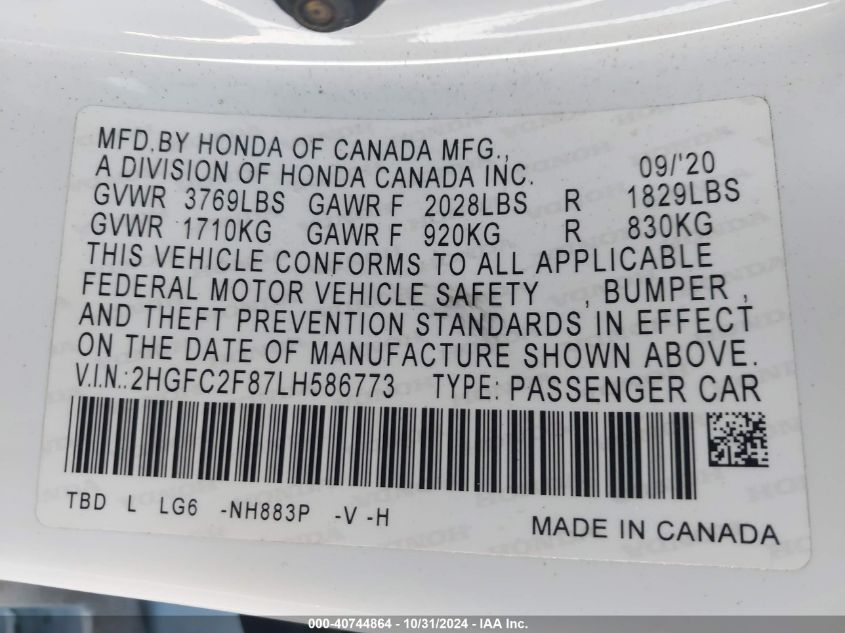 MFD.BY HONDA OF CANADA MFG.,
A DIVISION OF HONDA CANADA INC. 09/'20
GVWR 3769LBS GAWR F 2028LBS R 1829LBS
GVWR 1710KG GAWR F 920KG R 830KG
THIS VEHICLE CONFORMS TO ALL APPLICABLE
FEDERAL MOTOR VEHICLE SAFETY , BUMPER ,
AND THEFT PREVENTION STANDARDS IN EFFECT
ON THE DATE OF MANUFACTURE SHOWN ABOVE.
V.I.N.:2HGFC2F87LH586773 TYPE: PASSENGER CAR
TBD L LG6 -NH883P -V -H
MADE IN CANADA
000-40744864 - 10/31/2024 - IAA Inc.